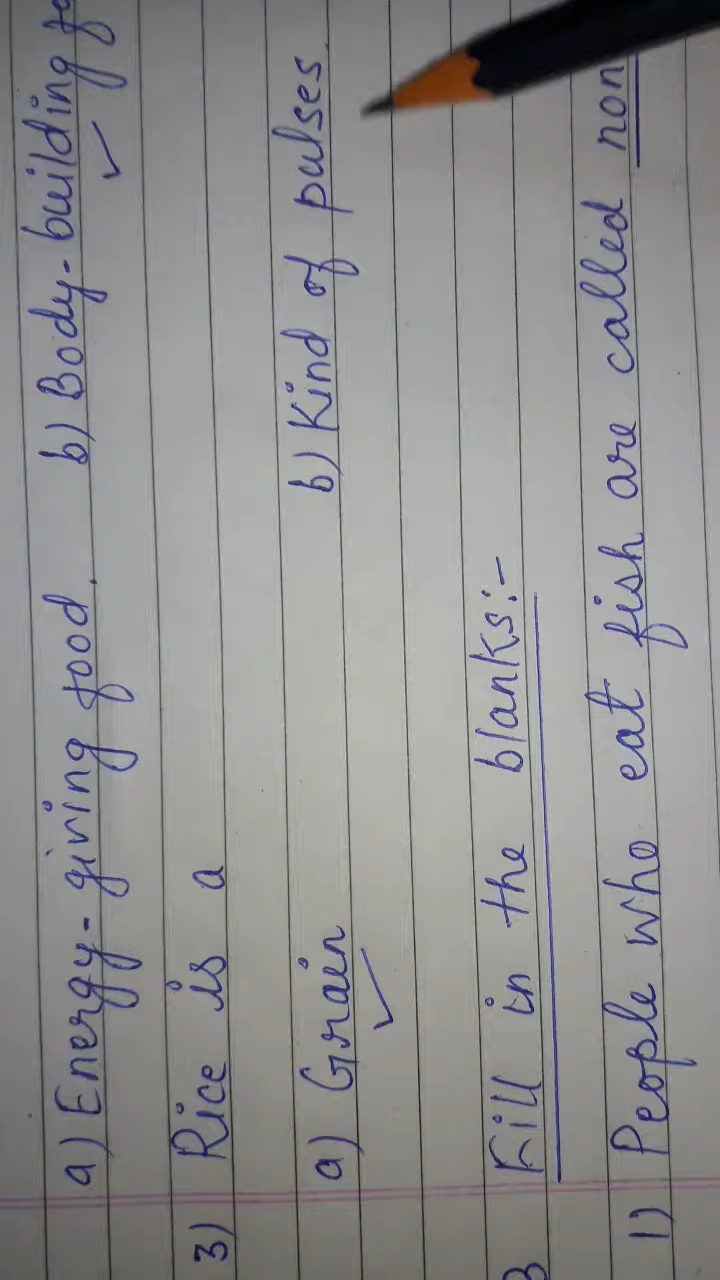 a) Energy-giving food. b) Body-building fo
3) Rice is a
a) Grain b) Kind of pulses
B Fill in the blanks:-
1) People who eat fish are called non